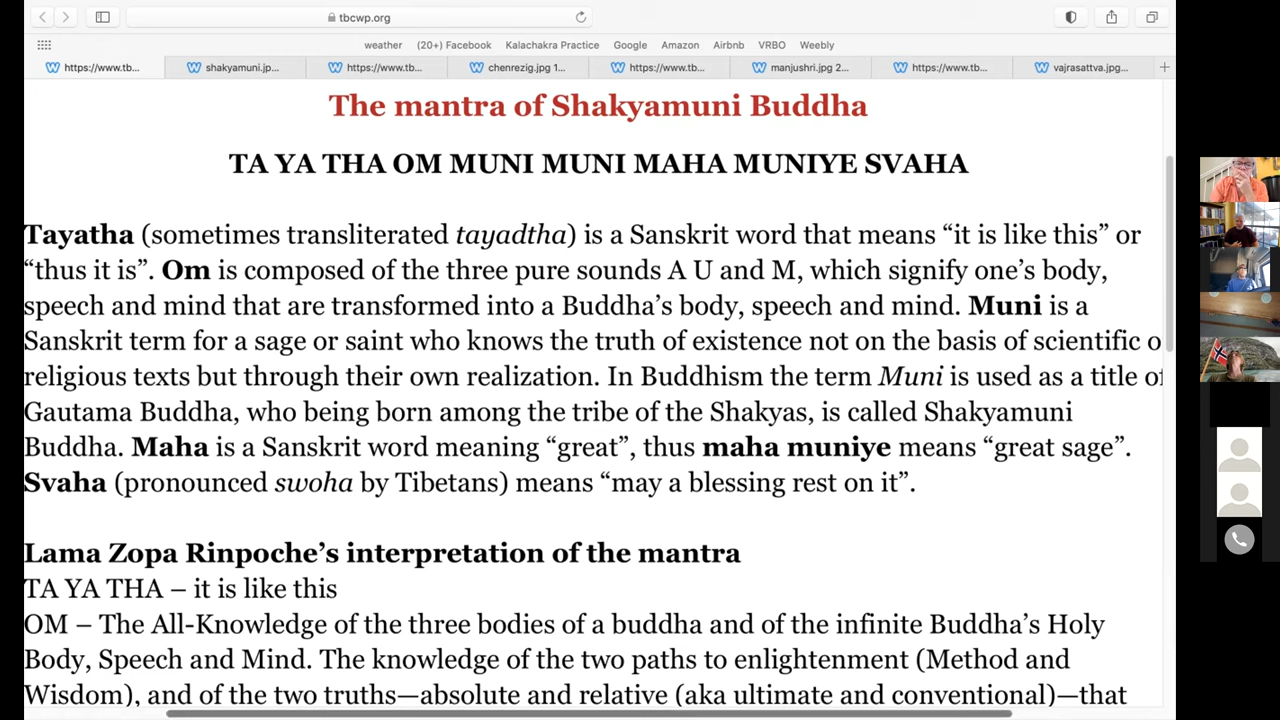 tbcwp.org
weather (20+) Facebook Kalachakra Practice Google Amazon Airbnb VRBO Weebly
https://www.tb... shakyamuni.jp... https://www.tb... chenrezig.jpg 1... https://www.tb... manjushri.jpg 2... https://www.tb... vajrasattva.jpg...
The mantra of Shakyamuni Buddha
TA YA THA OM MUNI MUNI MAHA MUNIYE SVAHA
Tayatha (sometimes transliterated tayadtha) is a Sanskrit word that means “it is like this” or
“thus it is”. Om is composed of the three pure sounds A U and M, which signify one’s body,
speech and mind that are transformed into a Buddha’s body, speech and mind. Muni is a
Sanskrit term for a sage or saint who knows the truth of existence not on the basis of scientific o
religious texts but through their own realization. In Buddhism the term Muni is used as a title of
Gautama Buddha, who being born among the tribe of the Shakyas, is called Shakyamuni
Buddha. Maha is a Sanskrit word meaning “great”, thus maha muniye means “great sage”.
Svaha (pronounced swoha by Tibetans) means “may a blessing rest on it”.
Lama Zopa Rinpoche’s interpretation of the mantra
TA YA THA – it is like this
OM – The All-Knowledge of the three bodies of a buddha and of the infinite Buddha’s Holy
Body, Speech and Mind. The knowledge of the two paths to enlightenment (Method and
Wisdom), and of the two truths—absolute and relative (aka ultimate and conventional)—that